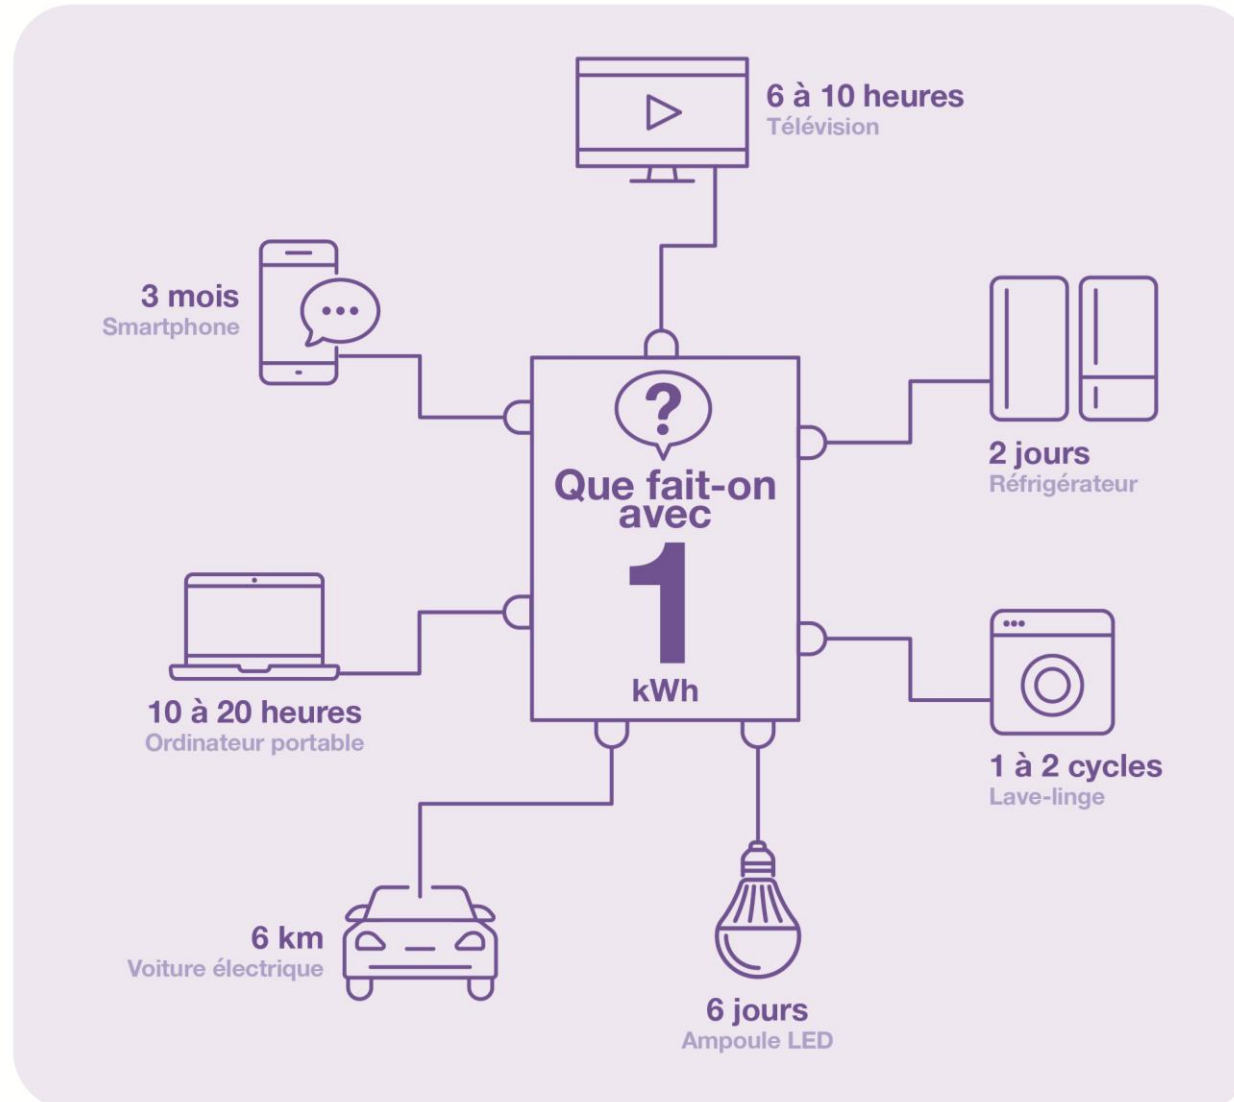 6 à 10 heures
Télévision
3 mois
Smartphone
2 jours
Réfrigérateur
?
Que fait-on
avec
1
kWh
10 à 20 heures
Ordinateur portable
1 à 2 cycles
Lave-linge
6 km
Voiture électrique
6 jours
Ampoule LED